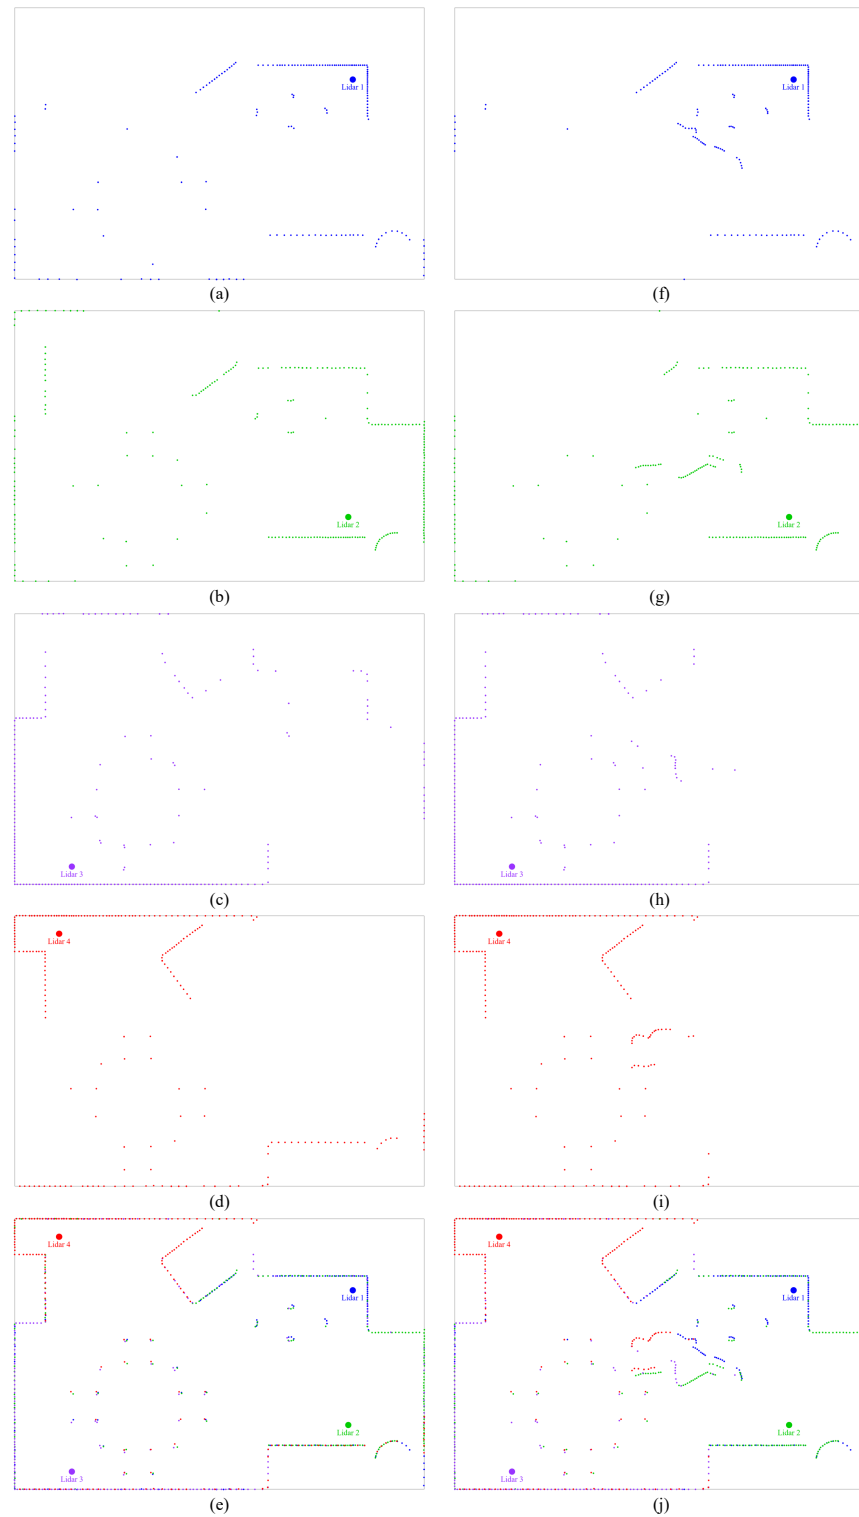 Lidar 1
Lidar 1
(a)
(f)
Lidar 2
Lidar 2
(b)
(g)
Lidar 3
Lidar 3
(c)
(h)
Lidar 4
Lidar 4
(d)
(i)
Lidar 4
Lidar 4
Lidar 1
Lidar 1
Lidar 2
Lidar 2
Lidar 3
Lidar 3
(e)
(j)